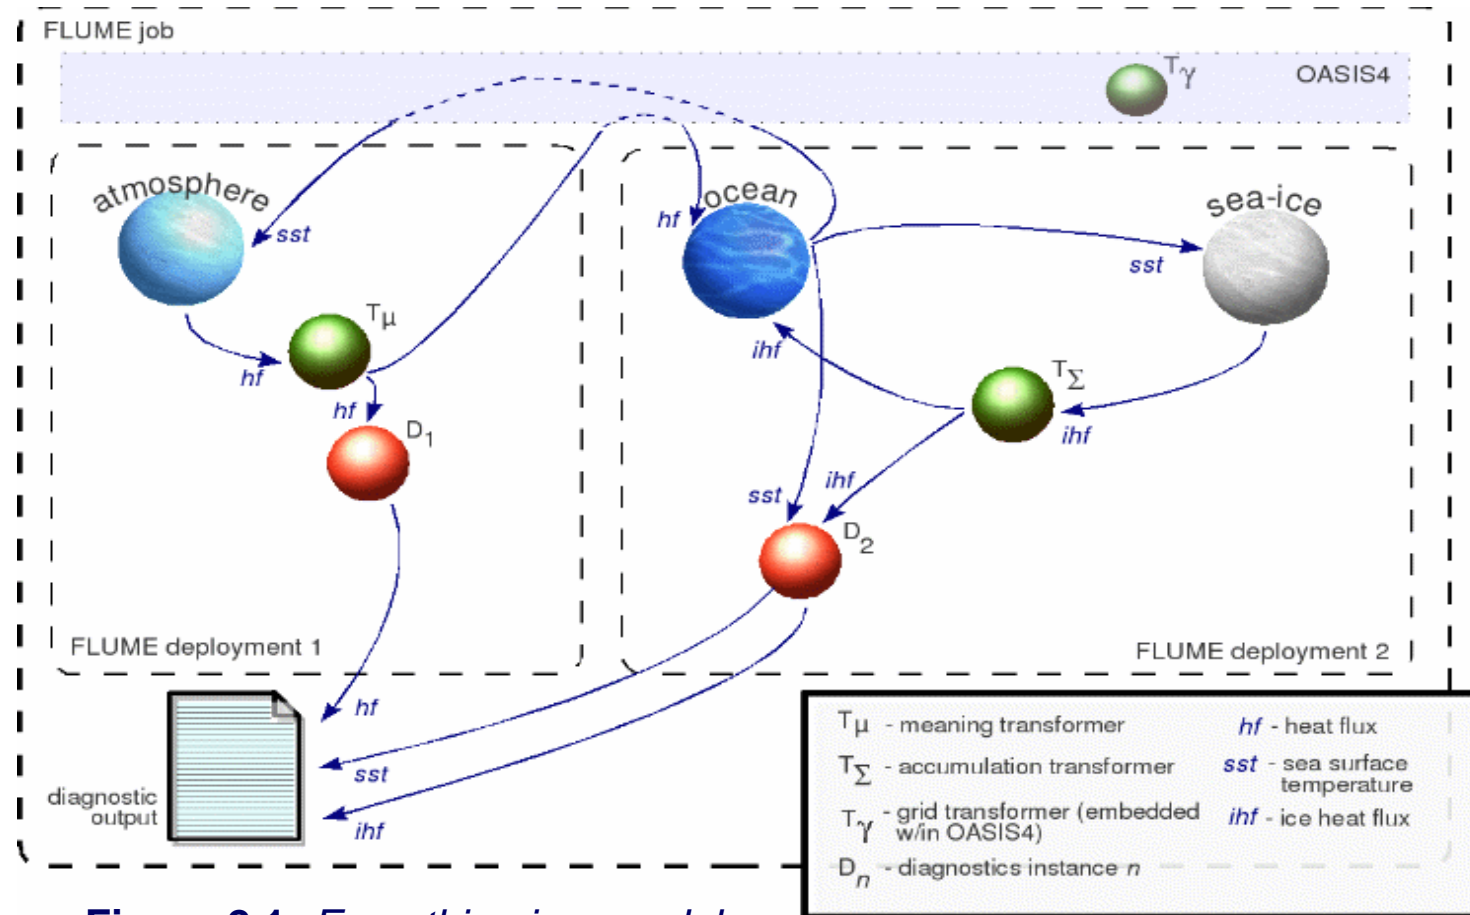 FLUME job
OASIS4
Tγ
atmosphere
ocean
sea-ice
hf
sst
sst
Tμ
hf
ihf
TΣ
hf
D1
ihf
sst
ihf
D2
FLUME deployment 1
FLUME deployment 2
hf
sst
ihf
diagnostic
output
Tμ - meaning transformer
TΣ - accumulation transformer
Tγ - grid transformer (embedded
w/in OASIS4)
Dn - diagnostics instance n
hf - heat flux
sst - sea surface
temperature
ihf - ice heat flux